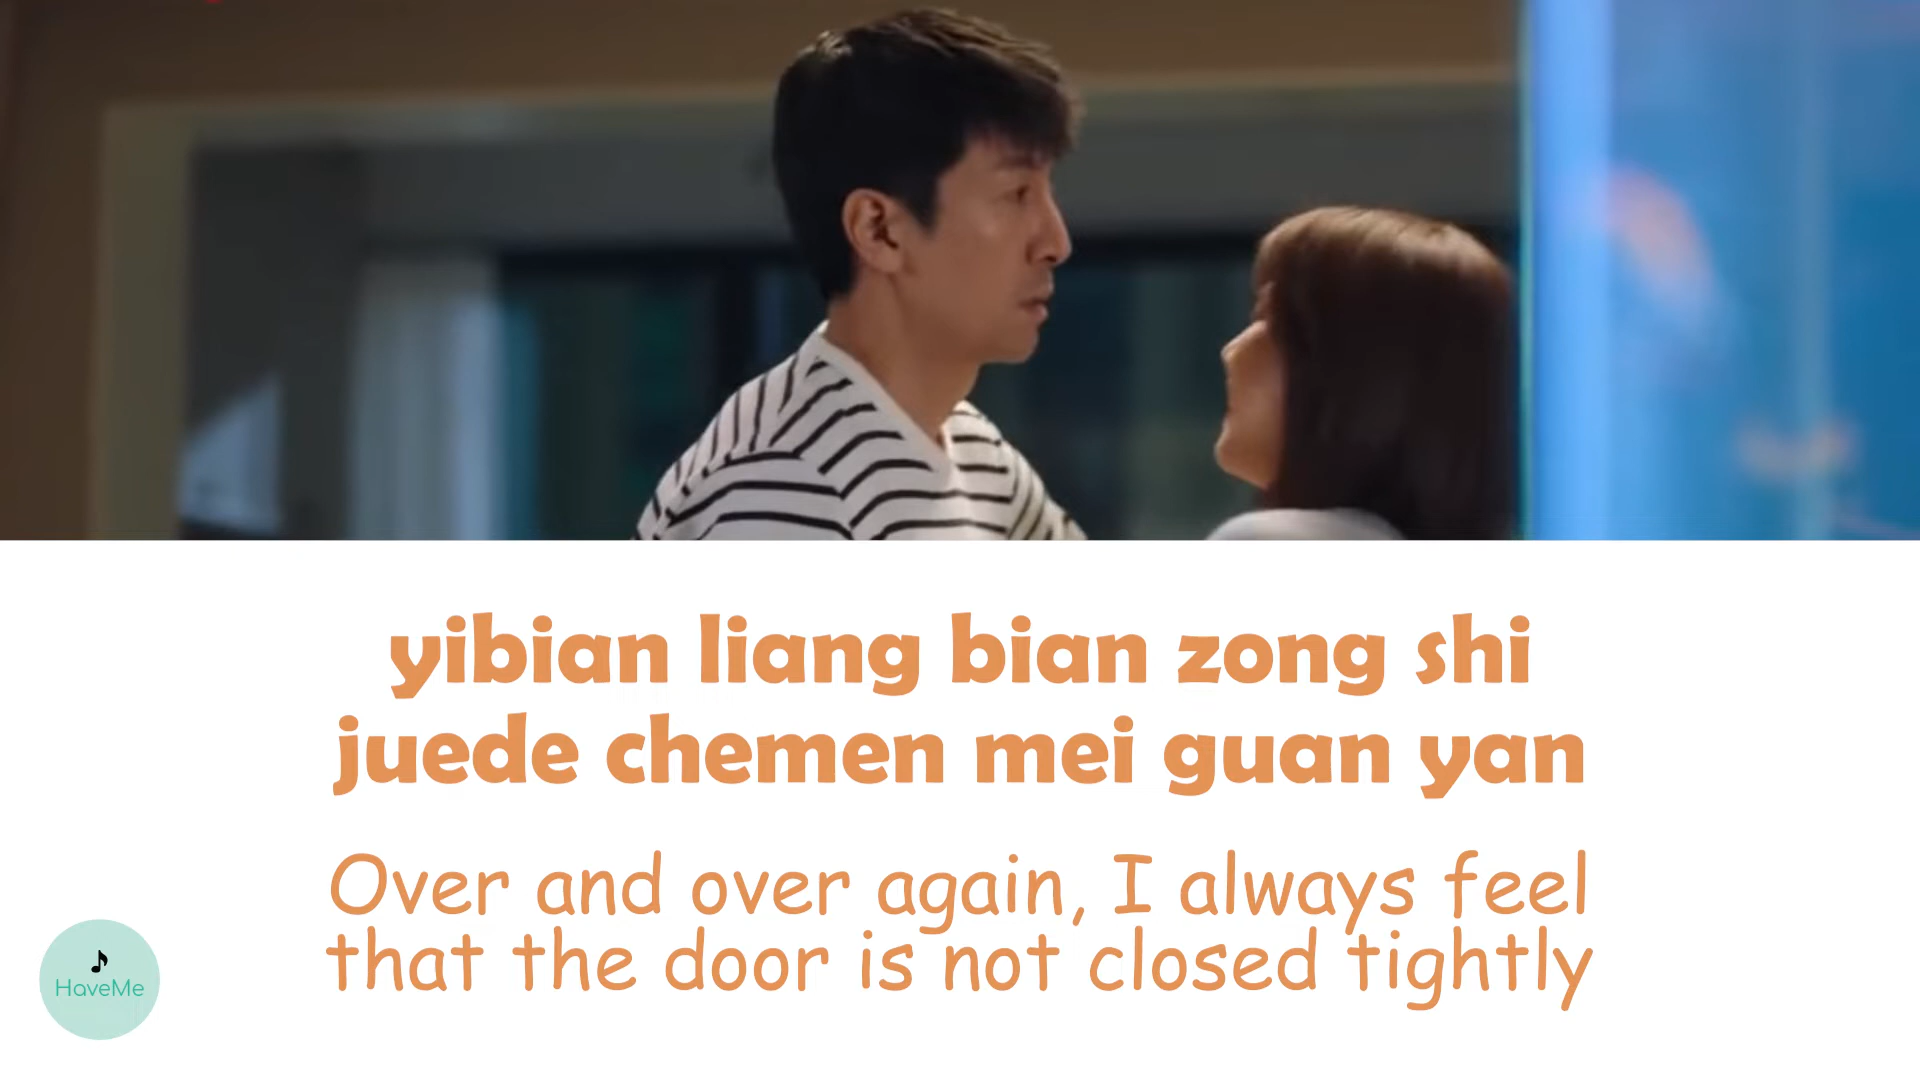 yibian liang bian zong shi
juede chemen mei guan yan
Over and over again, I always feel
that the door is not closed tightly
HaveMe